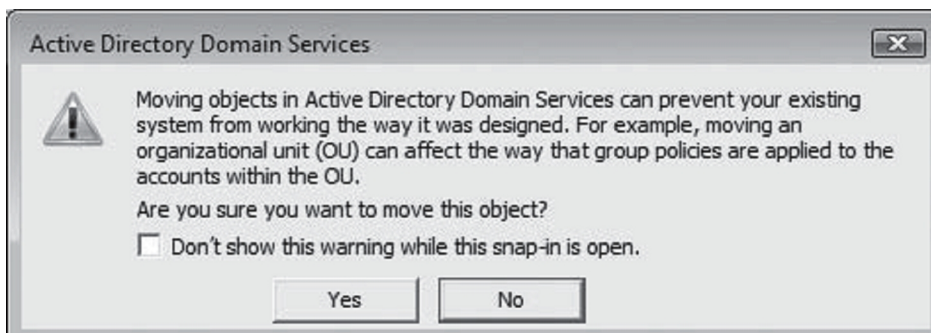 Active Directory Domain Services
Moving objects in Active Directory Domain Services can prevent your existing
system from working the way it was designed. For example, moving an
organizational unit (OU) can affect the way that group policies are applied to the
accounts within the OU.
Are you sure you want to move this object?
Don't show this warning while this snap-in is open.
Yes
No